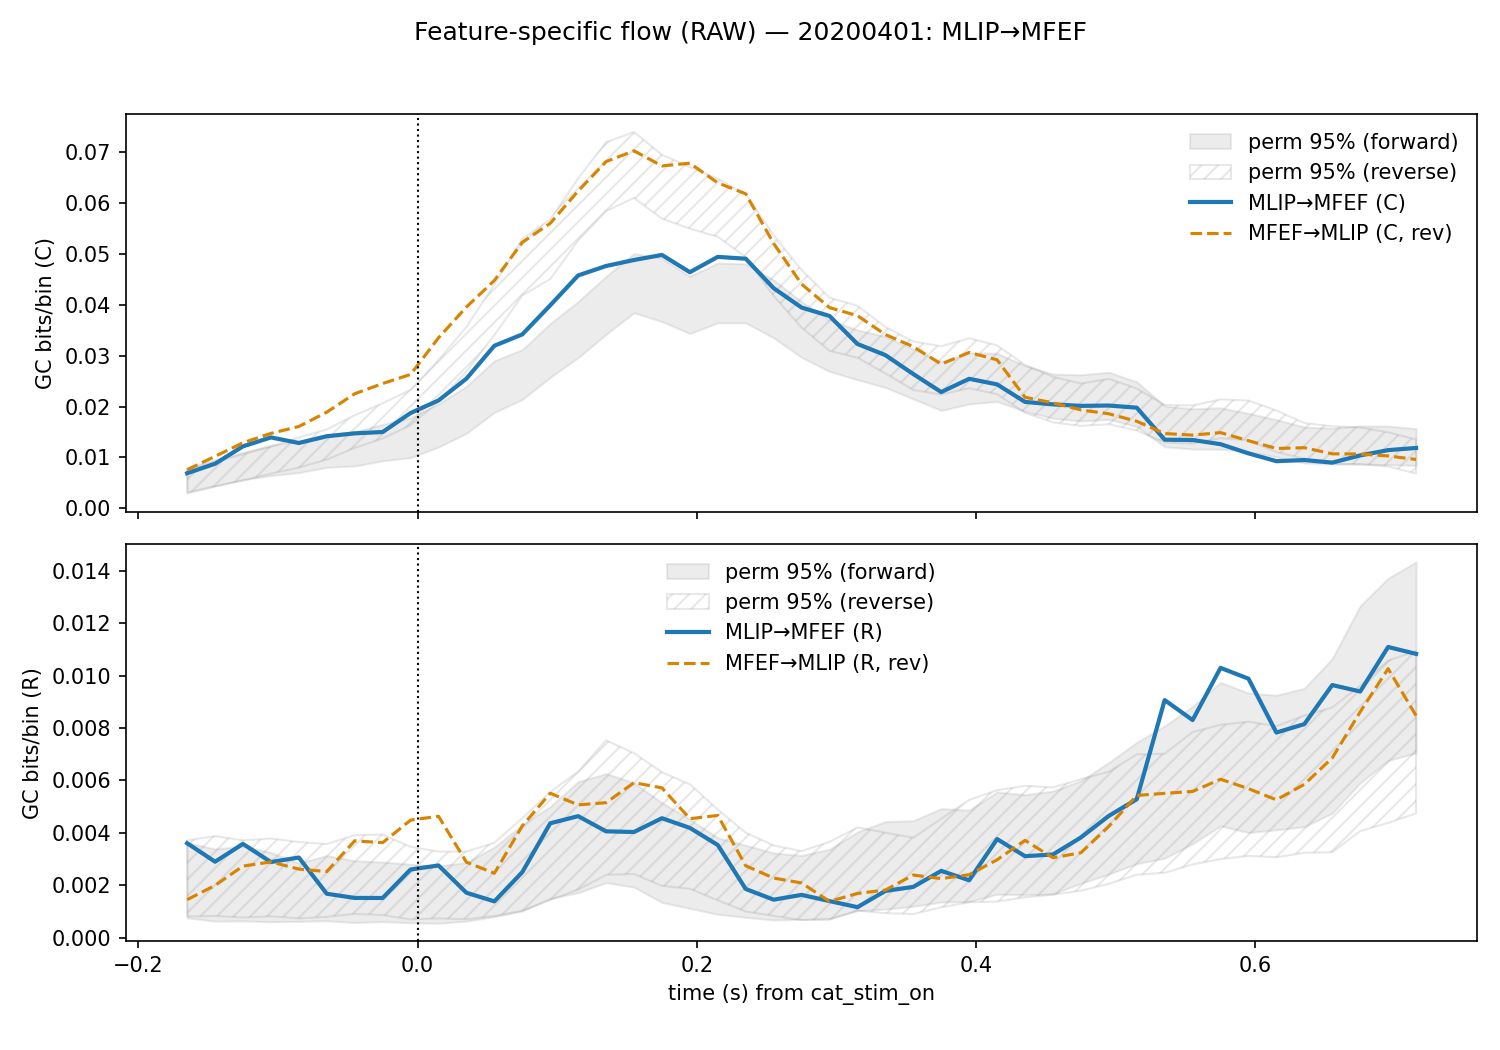 Feature-specific flow (RAW) — 20200401: MLIP→MFEF
GC bits/bin (C)
0.07
0.06
0.05
0.04
0.03
0.02
0.01
0.00
perm 95% (forward)
perm 95% (reverse)
MLIP→MFEF (C)
MFEF→MLIP (C, rev)
GC bits/bin (R)
0.014
0.012
0.010
0.008
0.006
0.004
0.002
0.000
perm 95% (forward)
perm 95% (reverse)
MLIP→MFEF (R)
MFEF→MLIP (R, rev)
−0.2 0.0 0.2 0.4 0.6
time (s) from cat_stim_on